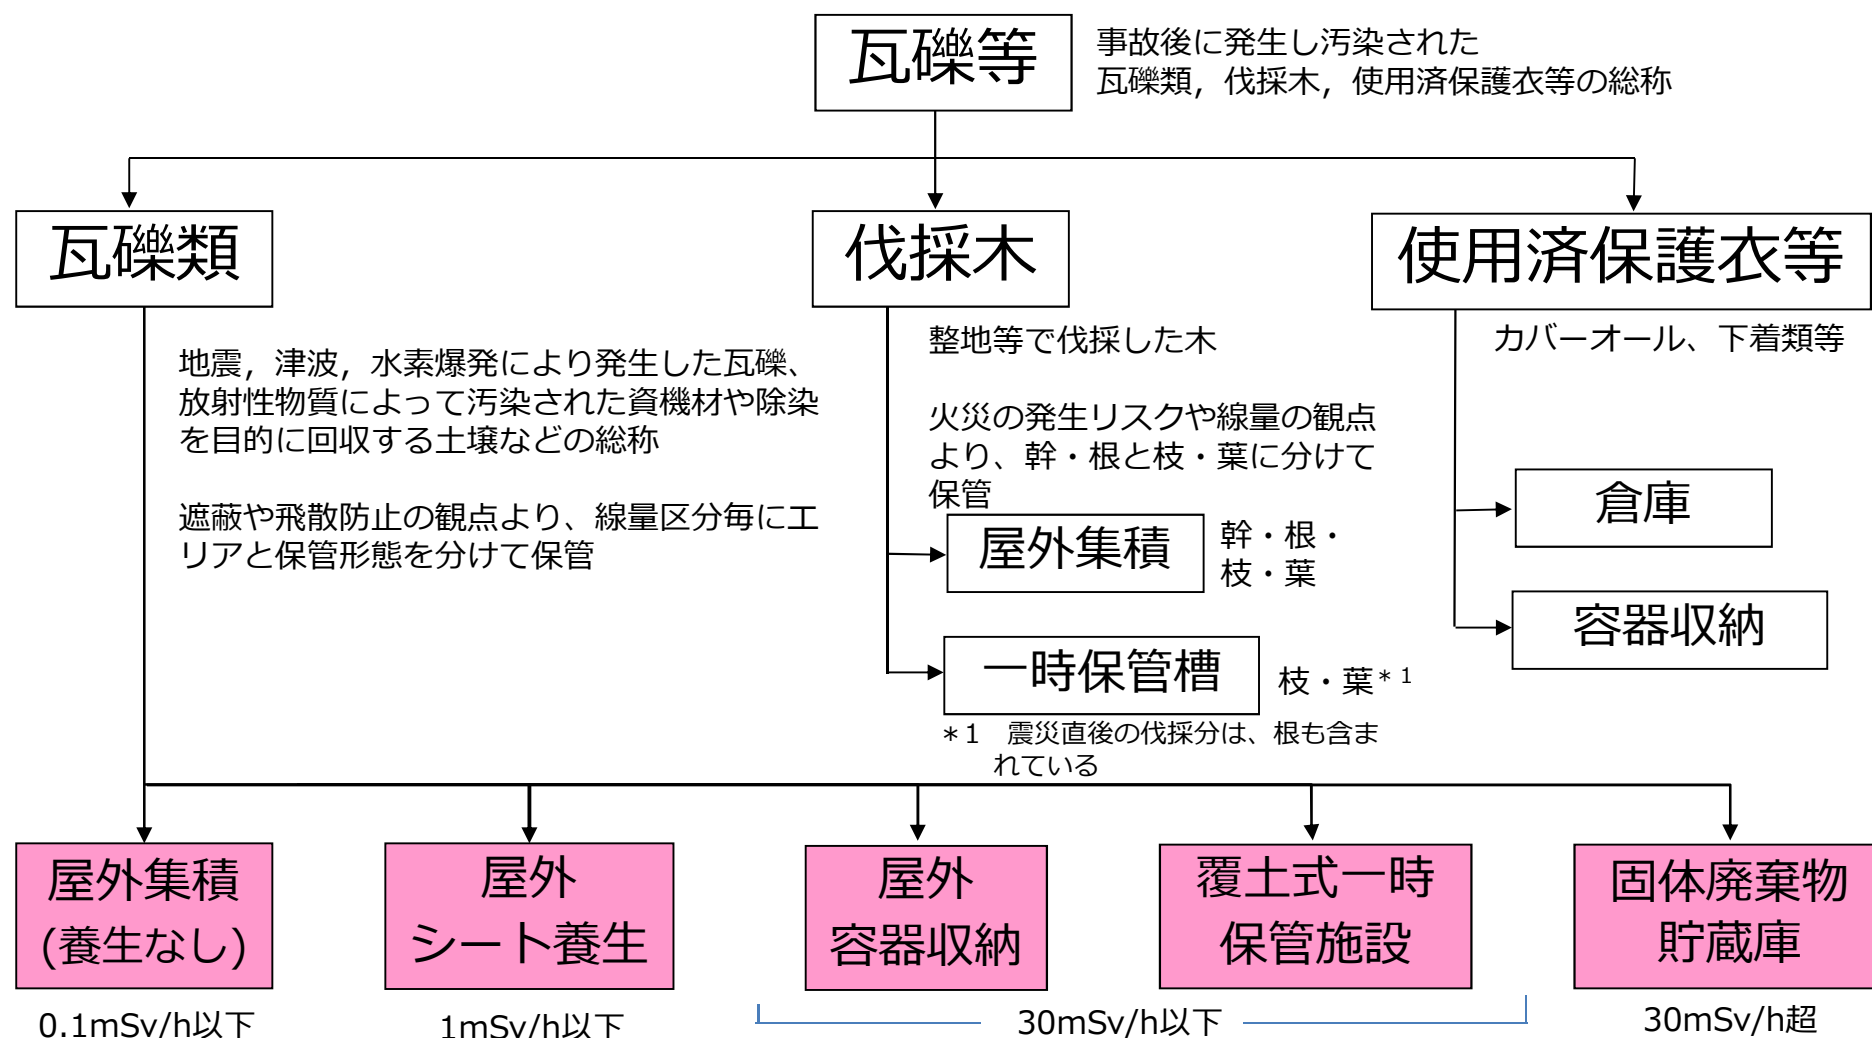 瓦礫等
事故後に発生し汚染された
瓦礫類，伐採木，使用済保護衣等の総称
瓦礫類
伐採木
使用済保護衣等
地震，津波，水素爆発により発生した瓦礫、
放射性物質によって汚染された資機材や除染
を目的に回収する土壌などの総称
遮蔽や飛散防止の観点より、線量区分毎にエ
リアと保管形態を分けて保管
整地等で伐採した木
火災の発生リスクや線量の観点
より、幹・根と枝・葉に分けて
保管
屋外集積
幹・根・
枝・葉
一時保管槽
枝・葉＊１
＊１　震災直後の伐採分は、根も含ま
れている
カバーオール、下着類等
倉庫
容器収納
屋外集積
(養生なし)
屋外
シート養生
屋外
容器収納
覆土式一時
保管施設
固体廃棄物
貯蔵庫
0.1mSv/h以下
1mSv/h以下
30mSv/h以下
30mSv/h超